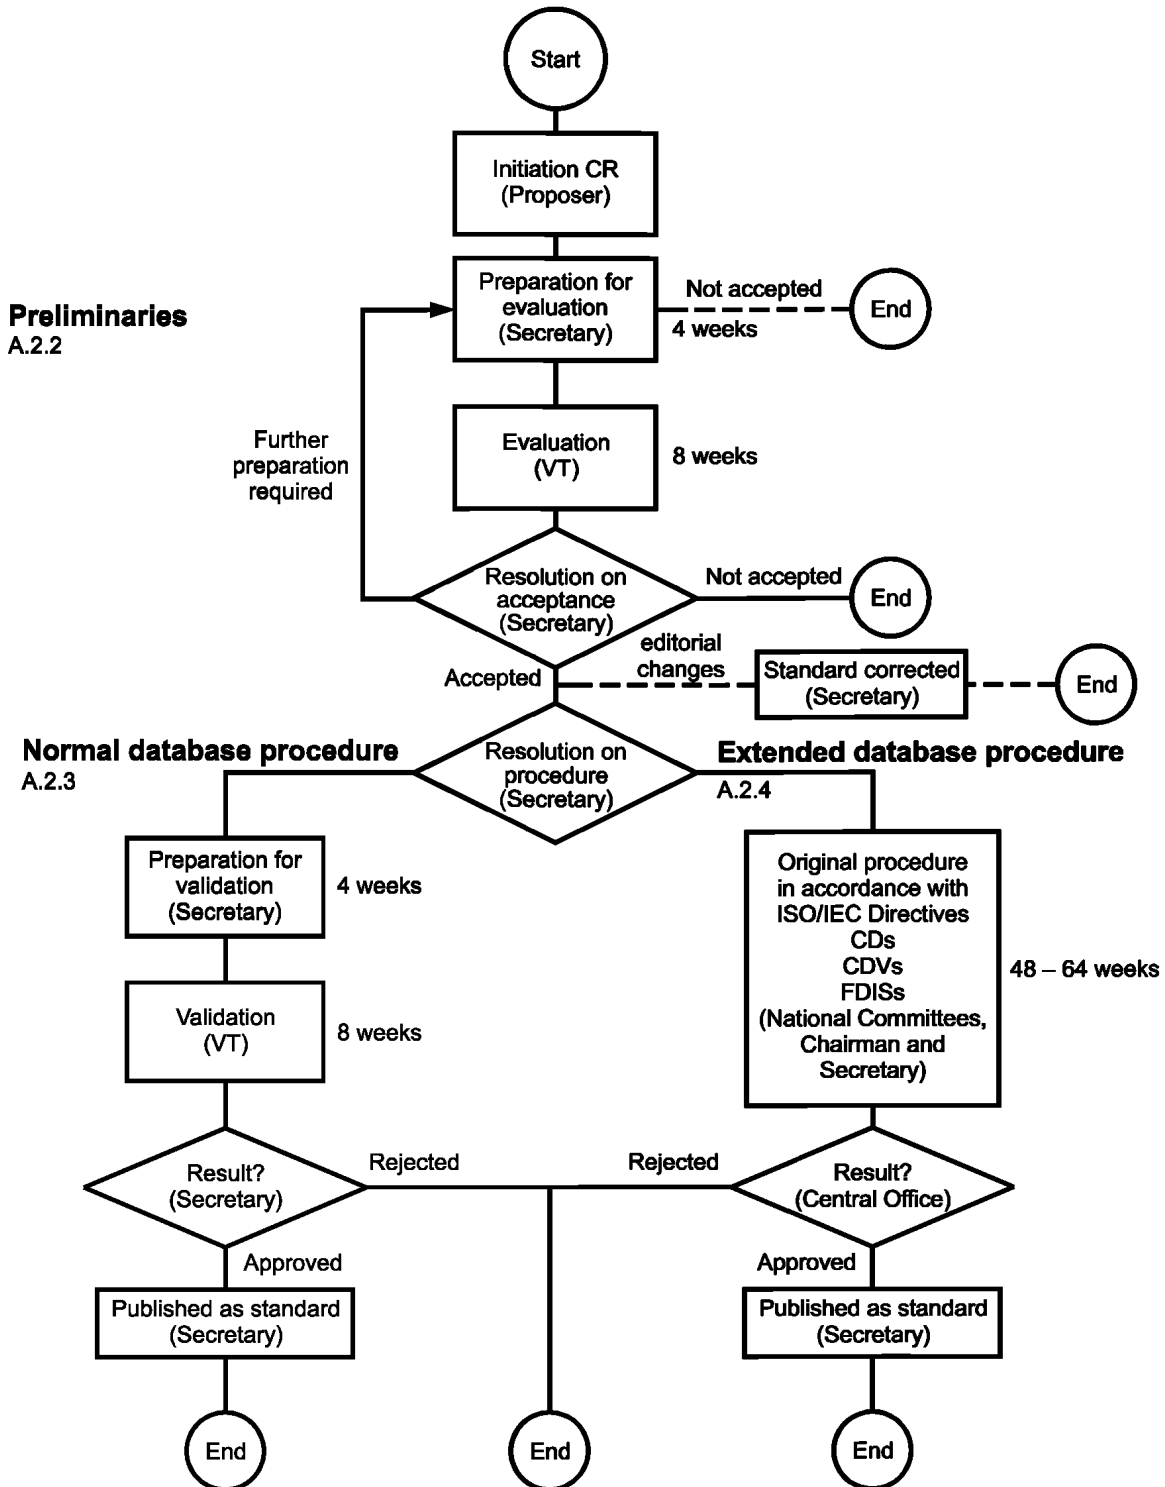 Start
Initiation CR
(Proposer)
Preparation for
evaluation
(Secretary)
Not accepted
4 weeks
End
Preliminaries
A.2.2
Further
preparation
required
Evaluation
(VT)
8 weeks
Resolution on
acceptance
(Secretary)
Not accepted
End
Accepted
editorial
changes
Standard corrected
(Secretary)
End
Normal database procedure
A.2.3
Resolution on
procedure
(Secretary)
Extended database procedure
A.2.4
Preparation for
validation
(Secretary)
4 weeks
Validation
(VT)
8 weeks
Original procedure
in accordance with
ISO/IEC Directives
CDs
CDVs
FDISs
(National Committees,
Chairman and
Secretary)
48 – 64 weeks
Result?
(Secretary)
Rejected
Rejected
Result?
(Central Office)
Approved
Published as standard
(Secretary)
Approved
Published as standard
(Secretary)
End
End
End